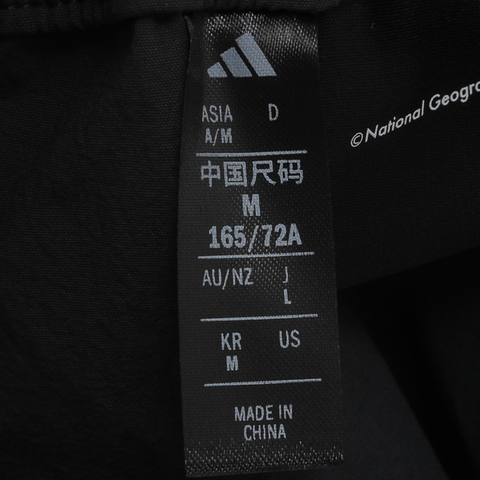 ASIA D
A/M
中国尺码
M
165/72A
AU/NZ J
L
KR US
M
MADE IN
CHINA
©National Geogra